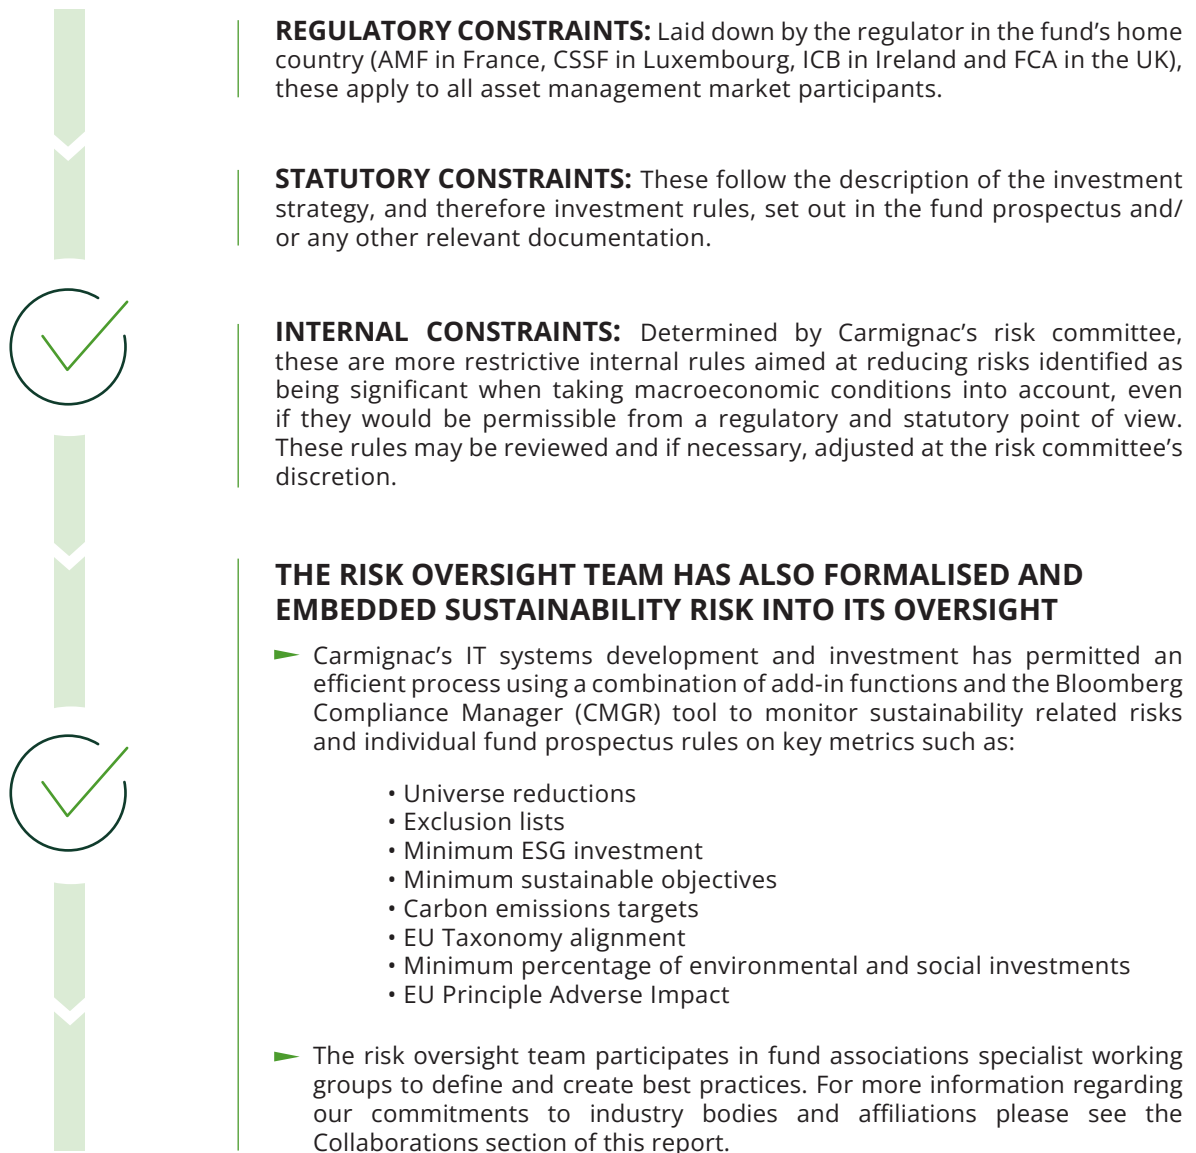 REGULATORY CONSTRAINTS: Laid down by the regulator in the fund’s home
country (AMF in France, CSSF in Luxembourg, ICB in Ireland and FCA in the UK),
these apply to all asset management market participants.
STATUTORY CONSTRAINTS: These follow the description of the investment
strategy, and therefore investment rules, set out in the fund prospectus and/
or any other relevant documentation.
INTERNAL CONSTRAINTS: Determined by Carmignac’s risk committee,
these are more restrictive internal rules aimed at reducing risks identified as
being significant when taking macroeconomic conditions into account, even
if they would be permissible from a regulatory and statutory point of view.
These rules may be reviewed and if necessary, adjusted at the risk committee’s
discretion.
THE RISK OVERSIGHT TEAM HAS ALSO FORMALISED AND
EMBEDDED SUSTAINABILITY RISK INTO ITS OVERSIGHT
Carmignac’s IT systems development and investment has permitted an
efficient process using a combination of add-in functions and the Bloomberg
Compliance Manager (CMGR) tool to monitor sustainability related risks
and individual fund prospectus rules on key metrics such as:
• Universe reductions
• Exclusion lists
• Minimum ESG investment
• Minimum sustainable objectives
• Carbon emissions targets
• EU Taxonomy alignment
• Minimum percentage of environmental and social investments
• EU Principle Adverse Impact
The risk oversight team participates in fund associations specialist working
groups to define and create best practices. For more information regarding
our commitments to industry bodies and affiliations please see the
Collaborations section of this report.